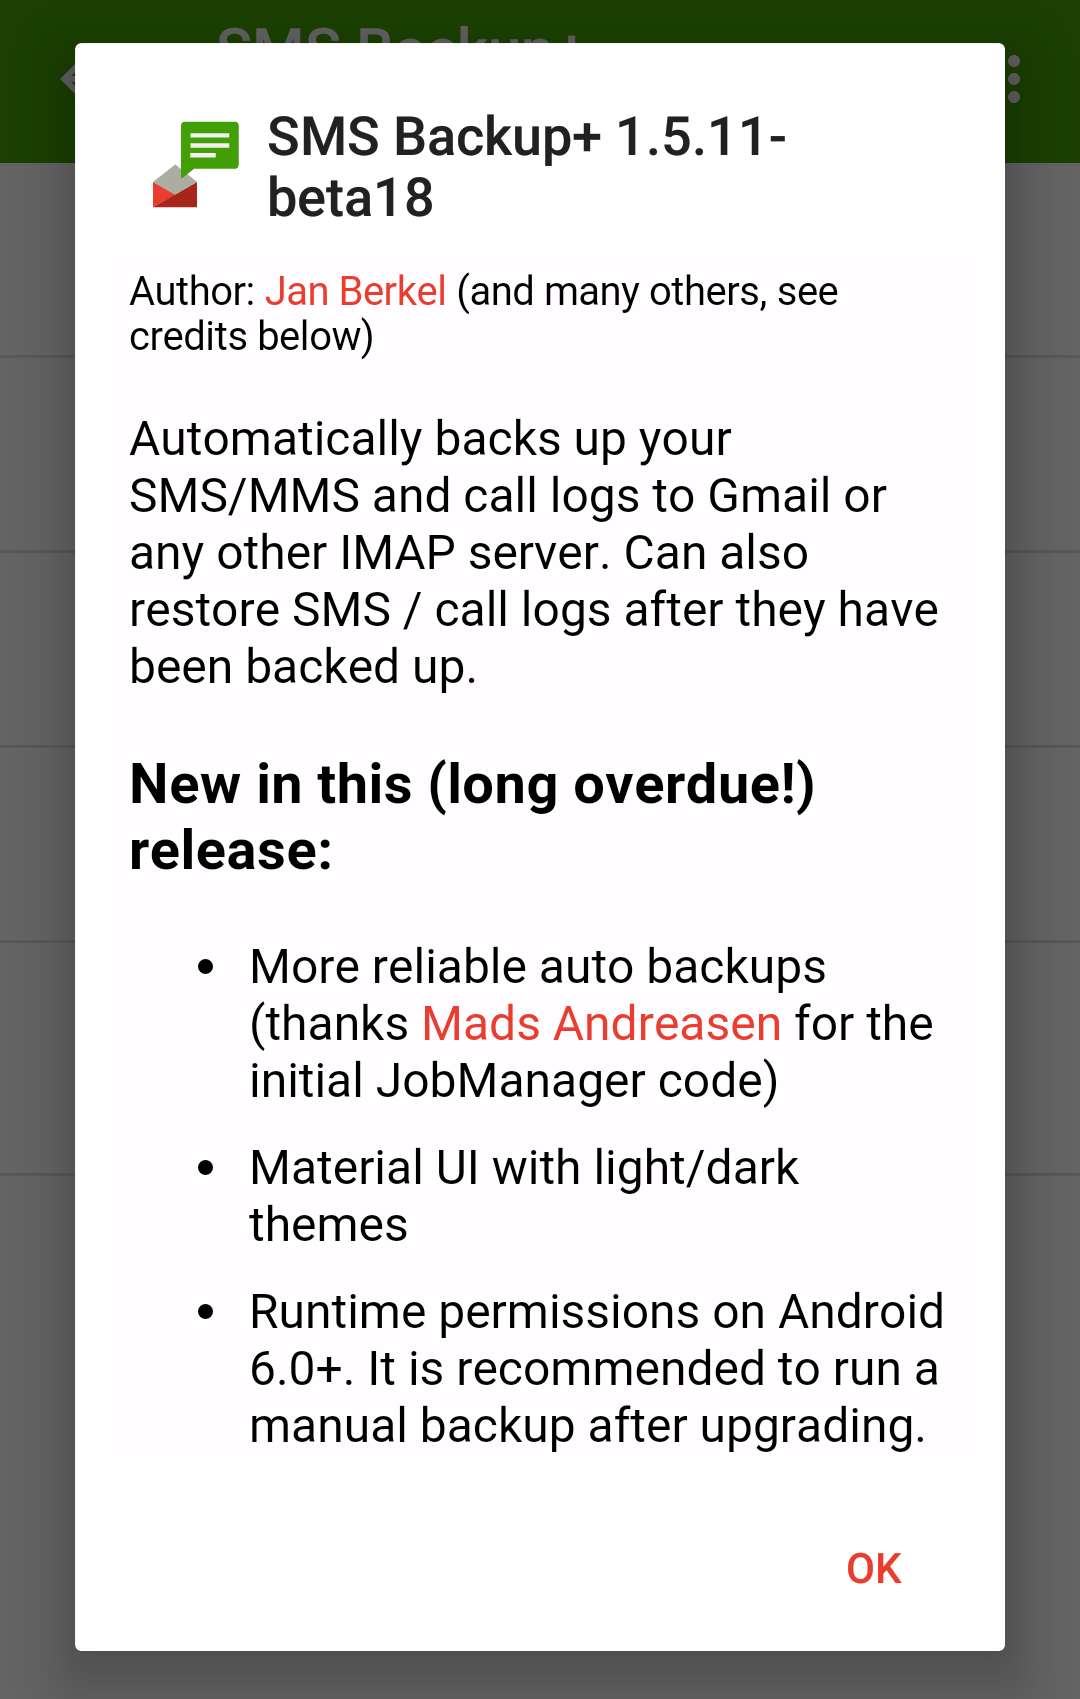 SMS Backup+
SMS Backup+ 1.5.11-
beta18
Author: Jan Berkel (and many others, see
credits below)
Automatically backs up your
SMS/MMS and call logs to Gmail or
any other IMAP server. Can also
restore SMS / call logs after they have
been backed up.
New in this (long overdue!)
release:
• More reliable auto backups
(thanks Mads Andreasen for the
initial JobManager code)
• Material UI with light/dark
themes
• Runtime permissions on Android
6.0+. It is recommended to run a
manual backup after upgrading.
OK